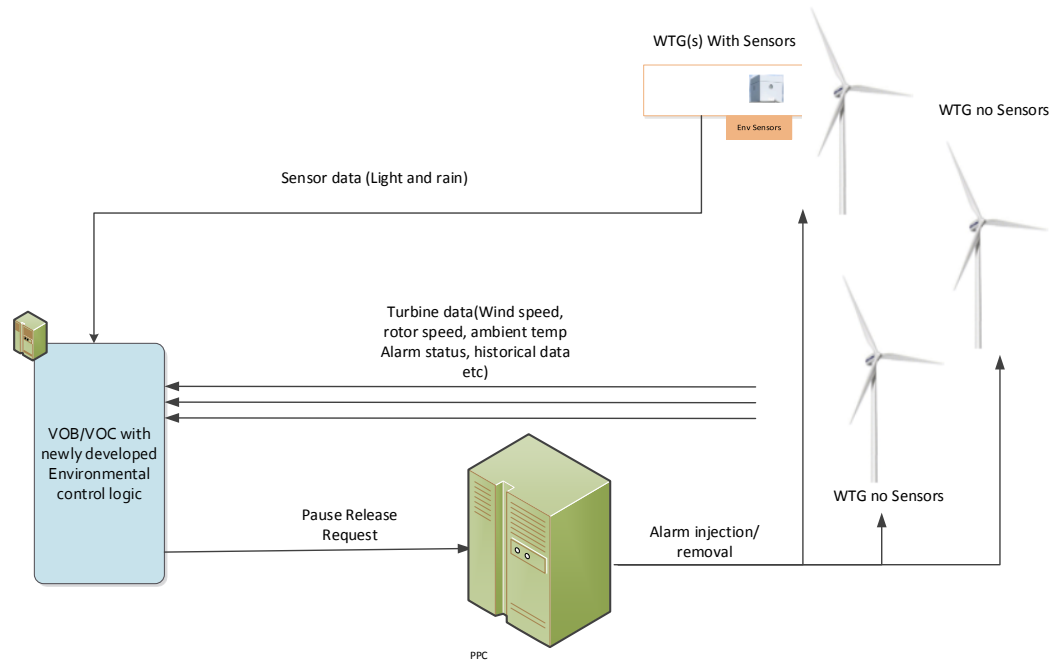 WTG(s) With Sensors
WTG no Sensors
Env Sensors
Sensor data (Light and rain)
Turbine data(Wind speed,
rotor speed, ambient temp
Alarm status, historical data
etc)
VOB/VOC with
newly developed
Environmental
control logic
WTG no Sensors
Pause Release
Request
Alarm injection/
removal
PPC